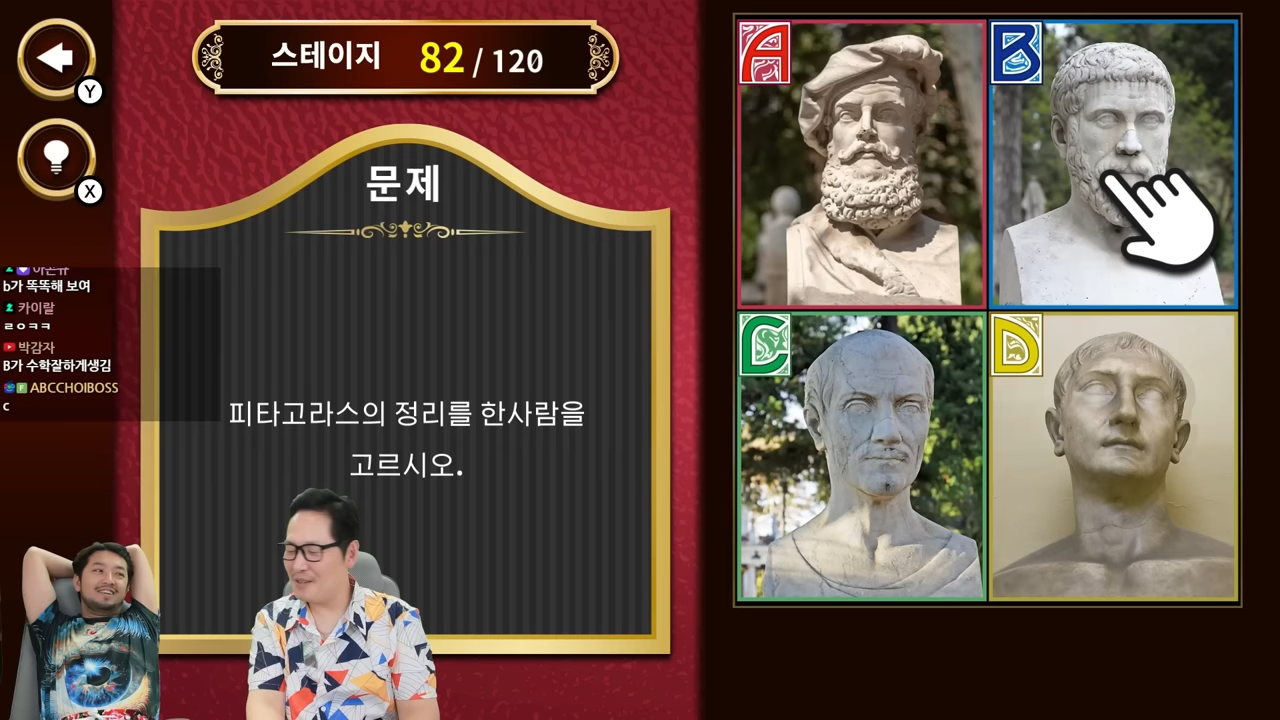 스테이지 82 / 120
Y
X
문제
피타고라스의 정리를 한사람을
고르시오.
A
B
C
D
b가 똑똑해 보여
카이랄
ㄹㅇㅋㅋ
박감자
B가 수학잘하게생김
ABCCHOIBOSS
c